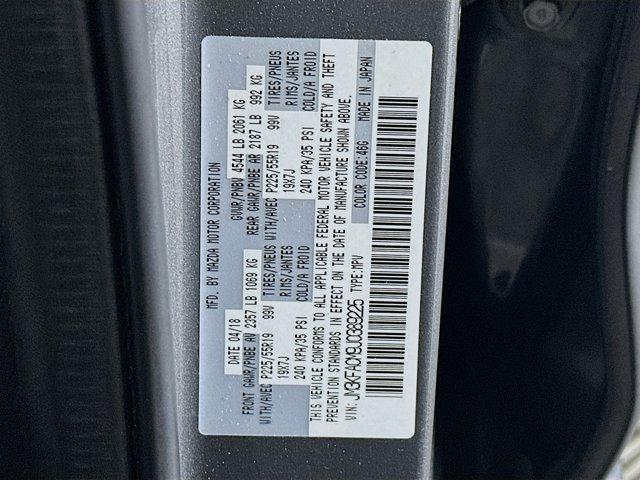 MFD. BY MAZDA MOTOR CORPORATION
DATE 04/18 GVWR/PNBV 4544 LB 2061 KG
FRONT GAWR/PNBE AV 2357 LB 1069 KG REAR GAWR/PNBE AR 2187 LB 992 KG
TIRES/PNEUS TIRES/PNEUS
WITH/AVEC P225/55R19 99V RIMS/JANTES WITH/AVEC P225/55R19 99V RIMS/JANTES
19X7J COLD/A FROID 19X7J COLD/A FROID
240 KPA/35 PSI 240 KPA/35 PSI
THIS VEHICLE CONFORMS TO ALL APPLICABLE FEDERAL MOTOR VEHICLE SAFETY AND THEFT
PREVENTION STANDARDS IN EFFECT ON THE DATE OF MANUFACTURE SHOWN ABOVE.
VIN: JM3KFACM9J0389225 TYPE:MPV COLOR CODE:46G MADE IN JAPAN